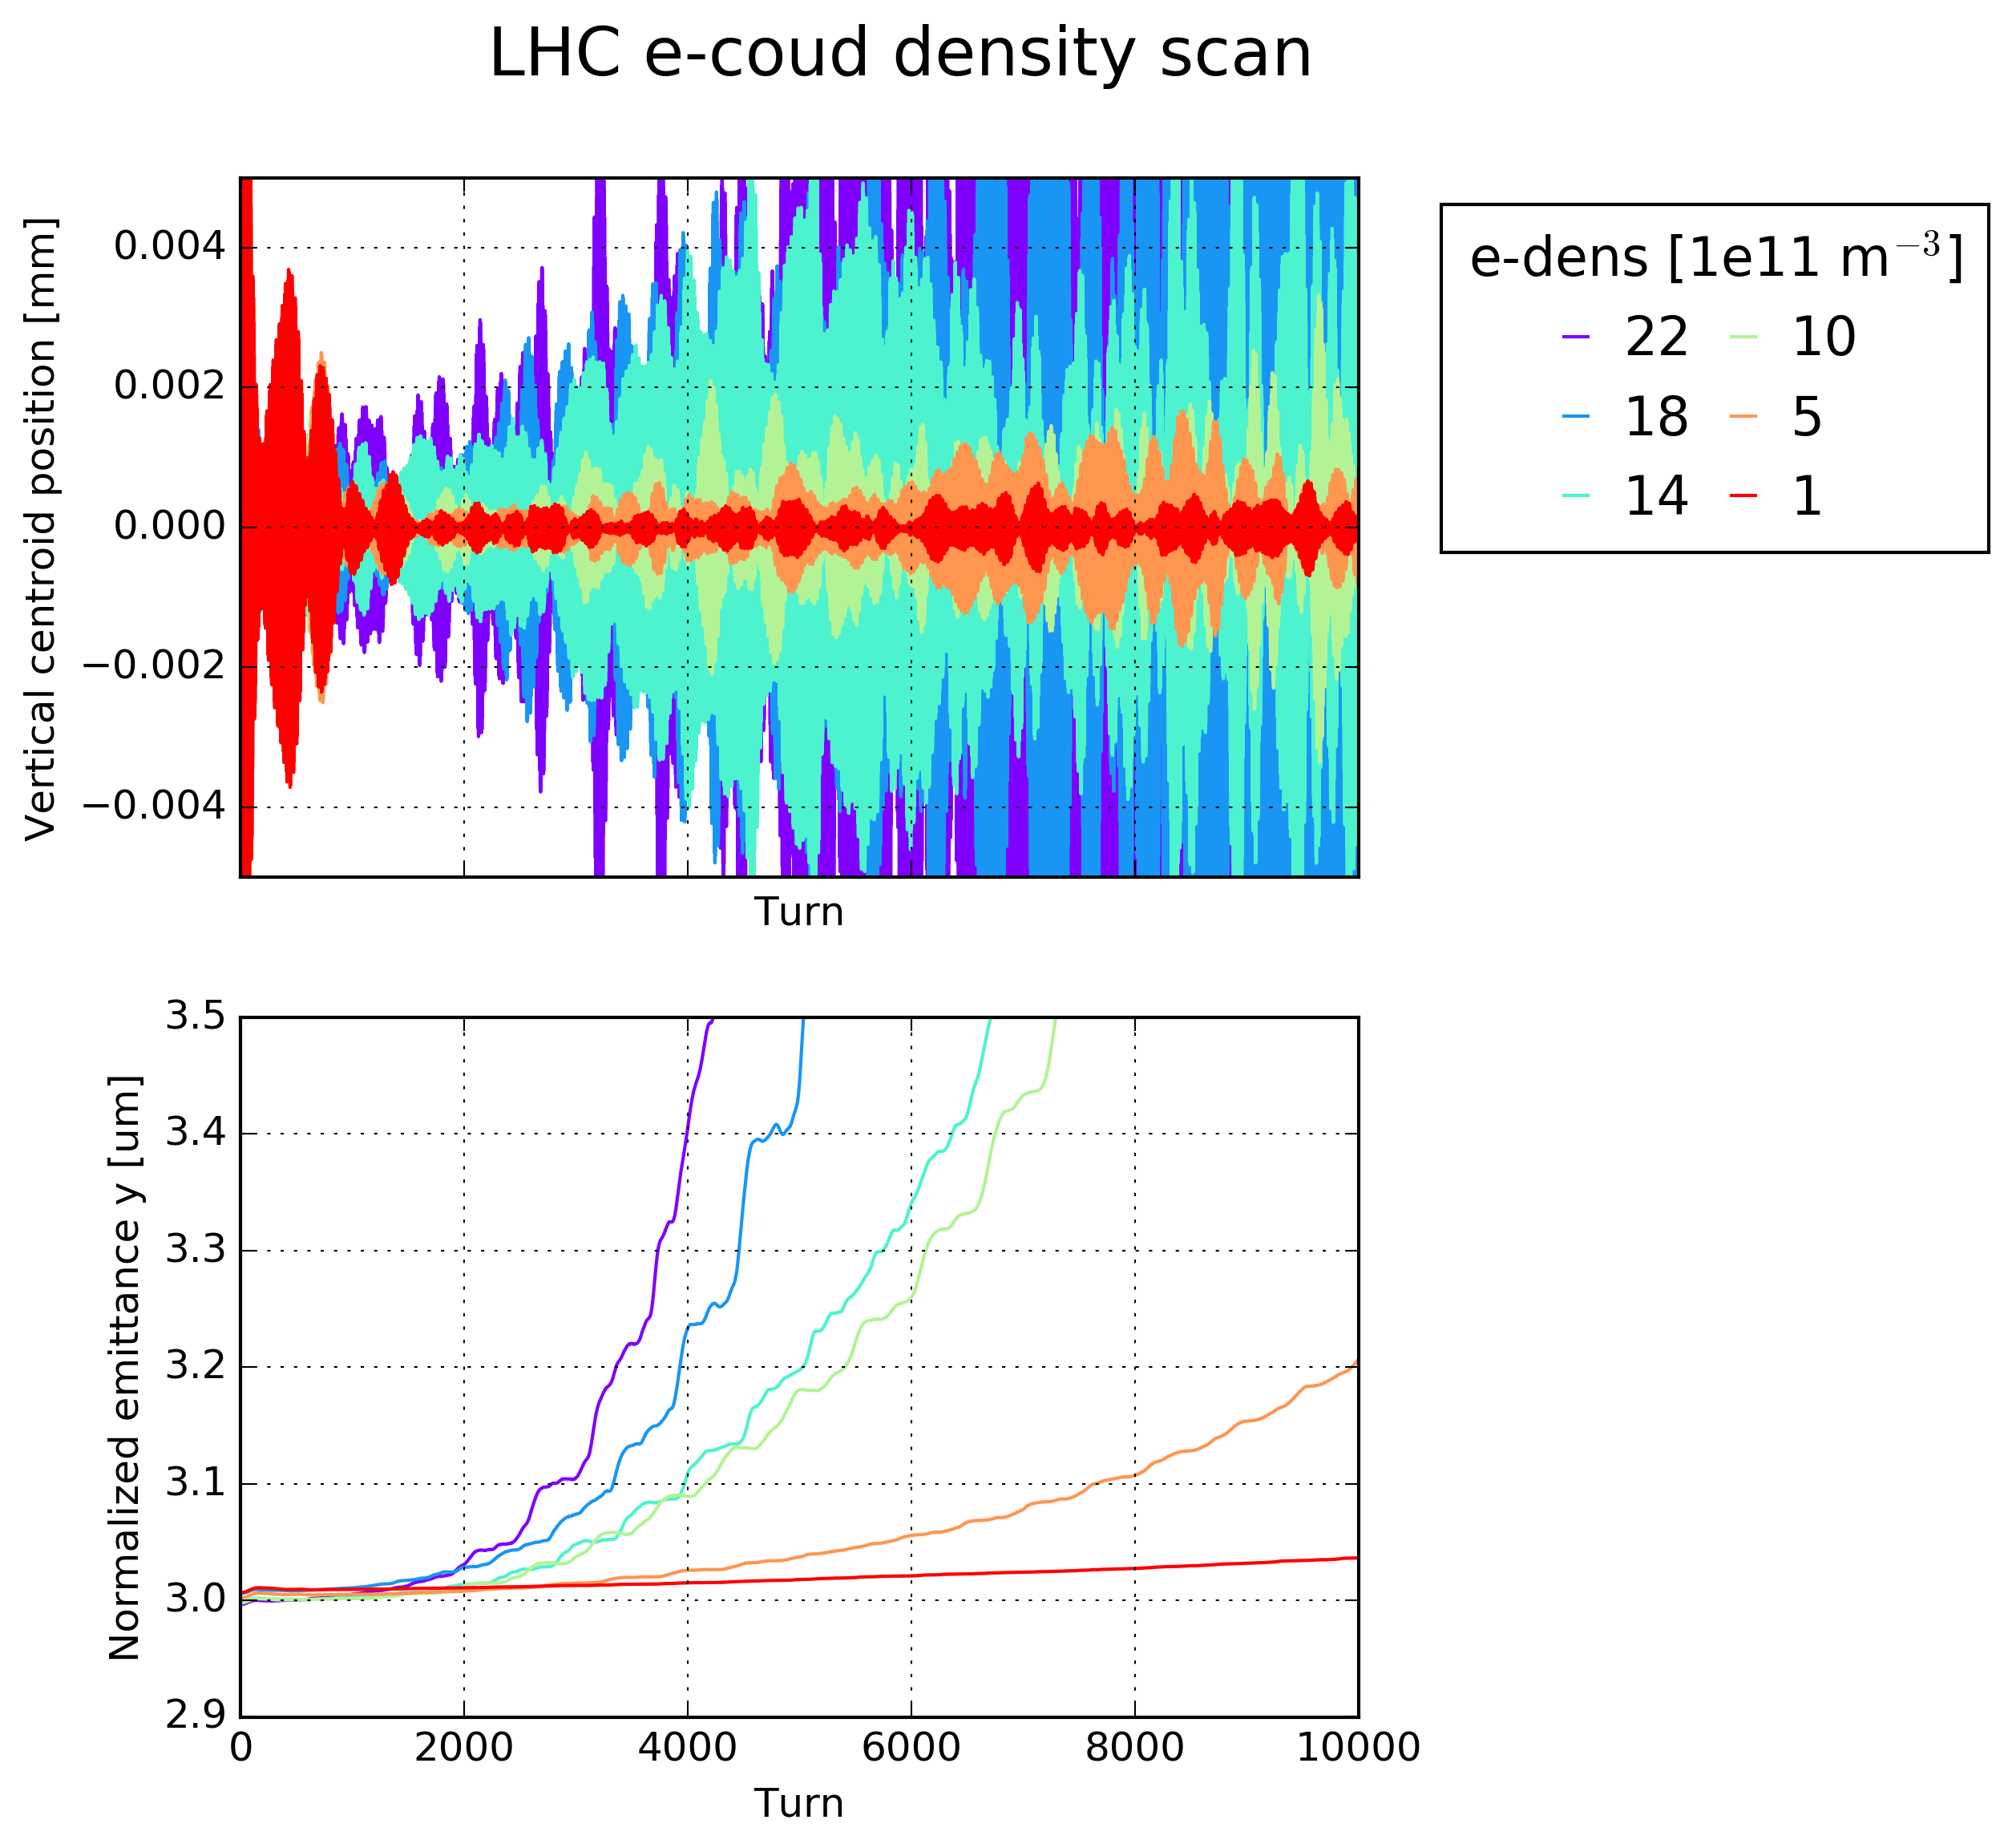 LHC e-coud density scan
Vertical centroid position [mm]
0.004
0.002
0.000
−0.002
−0.004
Turn
e-dens [1e11 m⁻³]
22 10
18 5
14 1
Normalized emittance y [um]
3.5
3.4
3.3
3.2
3.1
3.0
2.9
0 2000 4000 6000 8000 10000
Turn